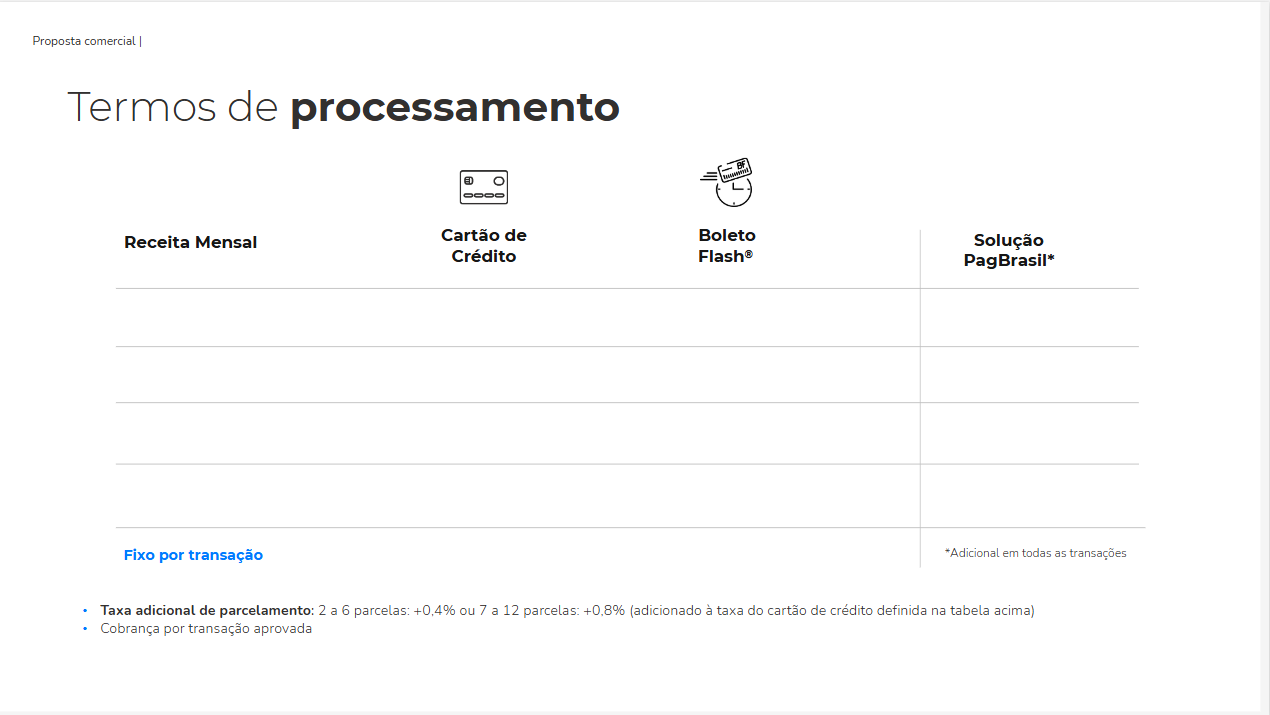 Proposta comercial |
Termos de processamento
BF
Receita Mensal
Cartão de
Crédito
Boleto
Flash®
Solução
PagBrasil*
Fixo por transação
*Adicional em todas as transações
• Taxa adicional de parcelamento: 2 a 6 parcelas: +0,4% ou 7 a 12 parcelas: +0,8% (adicionado à taxa do cartão de crédito definida na tabela acima)
• Cobrança por transação aprovada